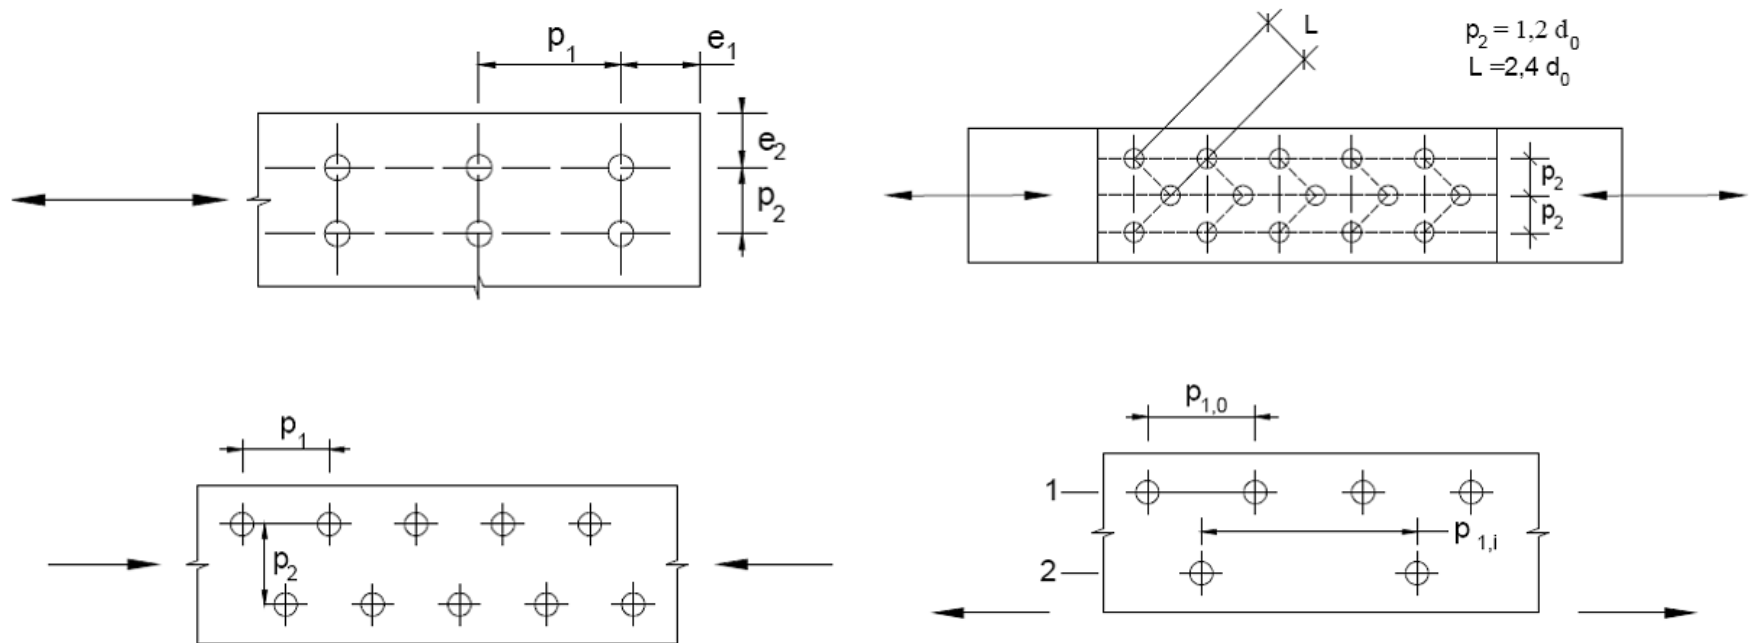 p₁
e₁
e₂
p₂
L
p₂ = 1,2 d₀
L =2,4 d₀
p₂
p₂
p₁
p₂
p₁,₀
1
p₁,ᵢ
2